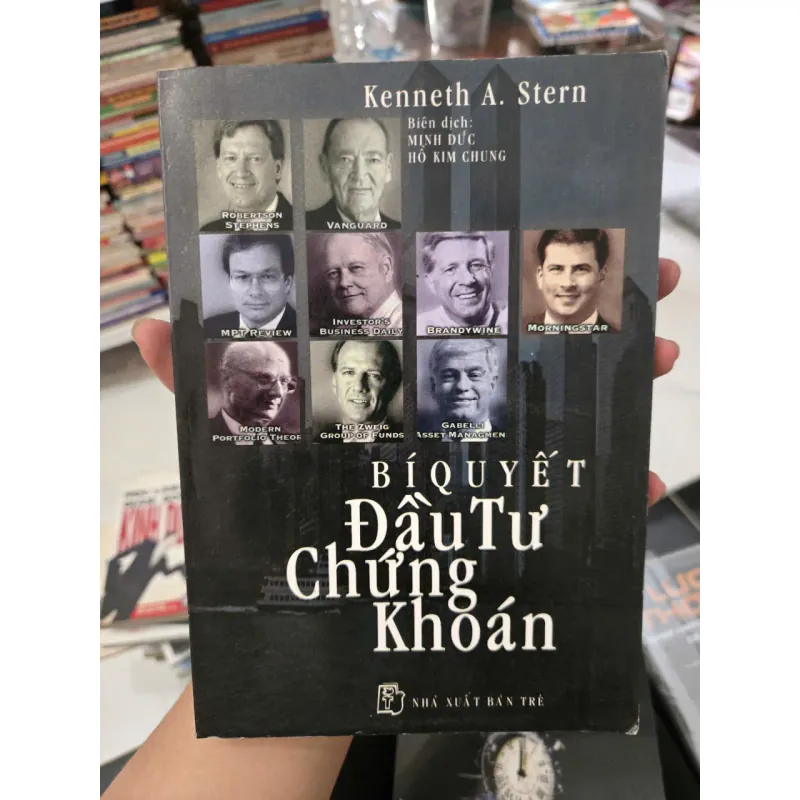 Kenneth A. Stern
Biên dịch:
MINH ĐỨC
HỒ KIM CHUNG
ROBERTSON
STEPHENS
VANGUARD
MPT REVIEW
INVESTOR'S
BUSINESS DAILY
BRANDYWINE
MORNINGSTAR
MODERN
PORTFOLIO THEOR
THE ZWEIG
GROUP OF FUNDS
GABELLI
ASSET MANAGMEN
BÍ QUYẾT
ĐẦU TƯ
Chứng
Khoán
NHÀ XUẤT BẢN TRẺ